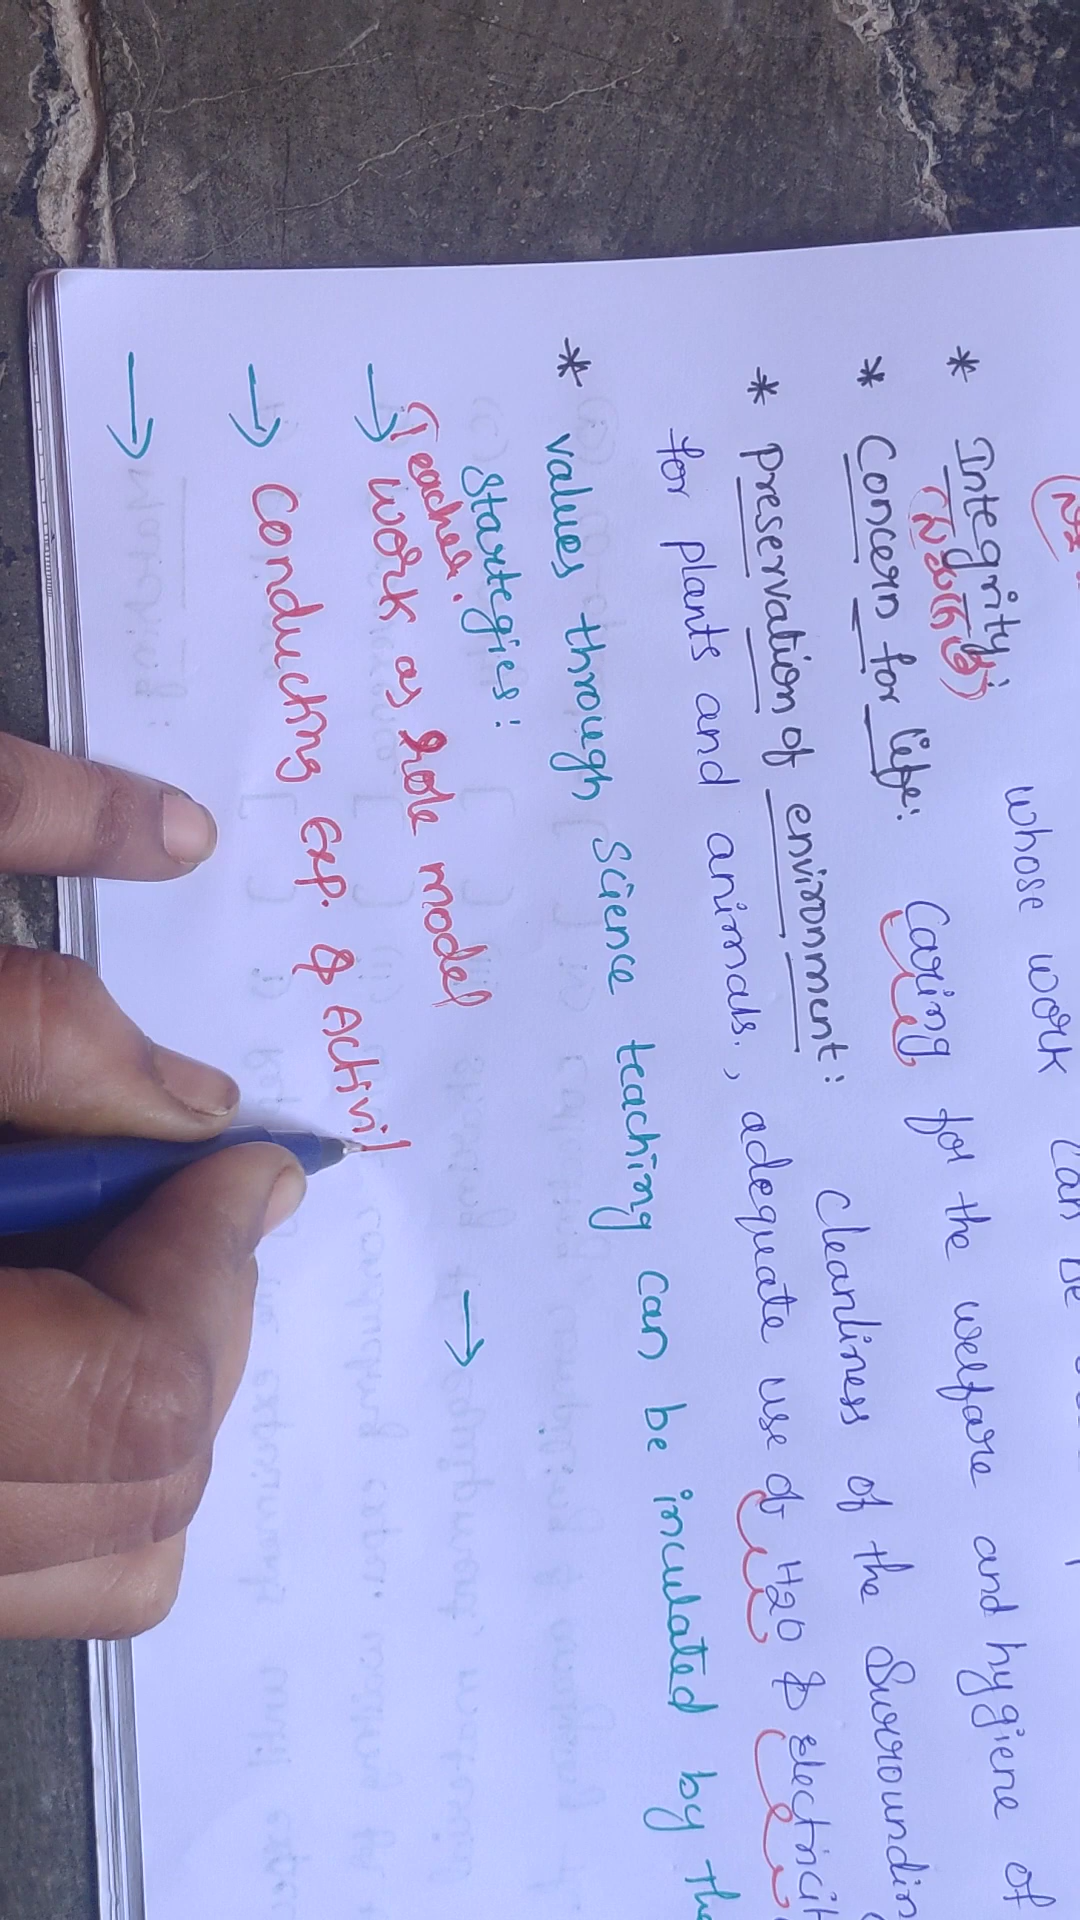 whose work can be
* Integrity:
* Concern for life: Caring for the welfare and hygiene of
* Preservation of environment: cleanliness of the Surroundin
for plants and animals., adequate use of H2O & electricit
* values through science teaching can be inculated by the
startegies:
(Teacher.
→ work as role model →
→ Conducting Exp. & Activi
→